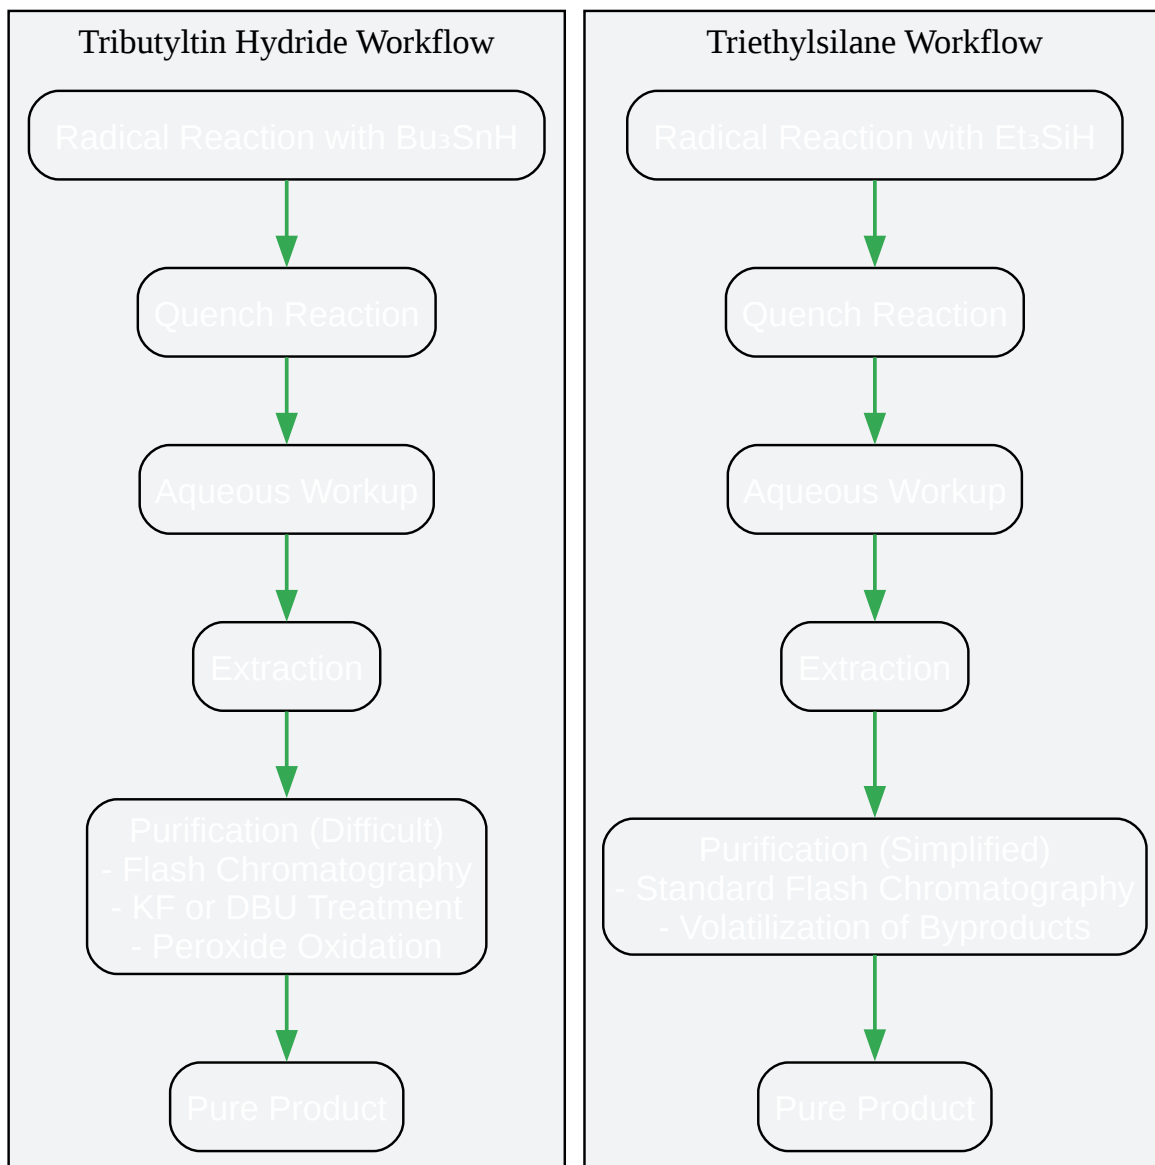 Tributyltin Hydride Workflow
Radical Reaction with Bu₃SnH
Quench Reaction
Aqueous Workup
Extraction
Purification (Difficult)
- Flash Chromatography
- KF or DBU Treatment
- Peroxide Oxidation
Pure Product
Triethylsilane Workflow
Radical Reaction with Et₃SiH
Quench Reaction
Aqueous Workup
Extraction
Purification (Simplified)
- Standard Flash Chromatography
- Volatilization of Byproducts
Pure Product